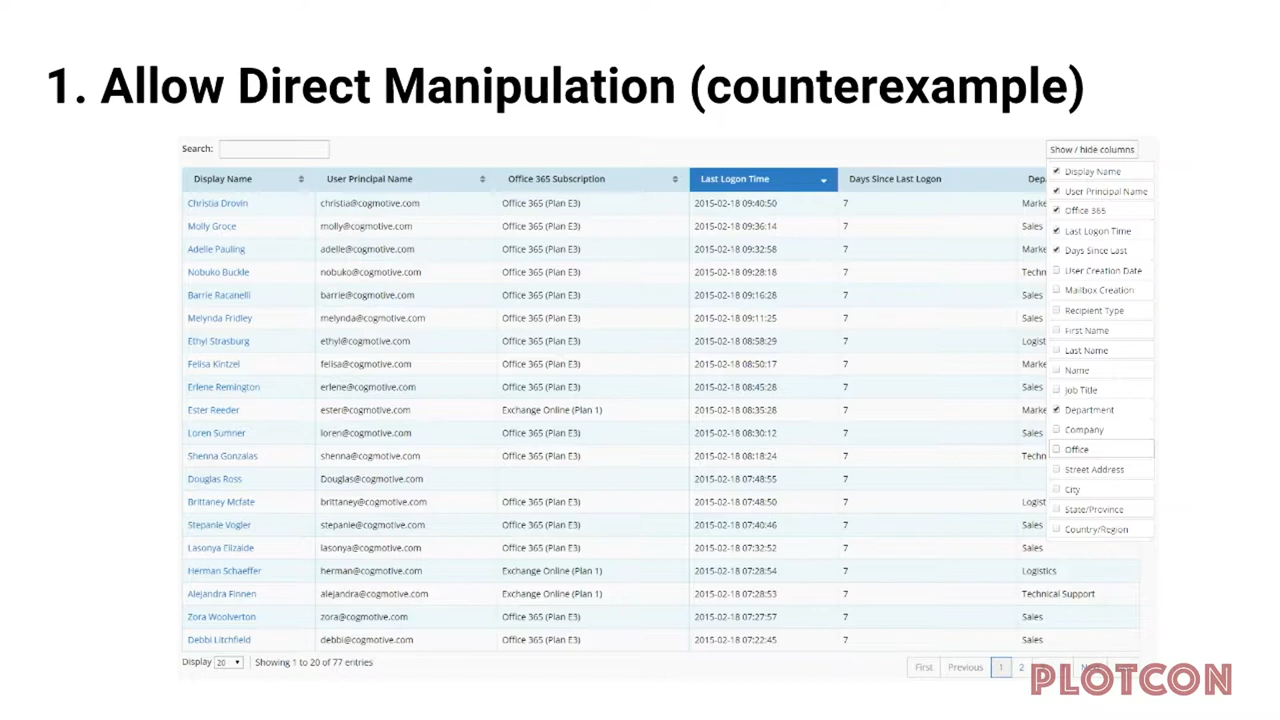 1. Allow Direct Manipulation (counterexample)
Search:
Show / hide columns
Display Name User Principal Name Office 365 Subscription Last Logon Time Days Since Last Logon
Christia Drovin christia@cogmotive.com Office 365 (Plan E3) 2015-02-18 09:40:50 7
Molly Groce molly@cogmotive.com Office 365 (Plan E3) 2015-02-18 09:36:14 7 Sales
Adelle Pauling adelle@cogmotive.com Office 365 (Plan E3) 2015-02-18 09:32:58 7
Nobuko Buckle nobuko@cogmotive.com Office 365 (Plan E3) 2015-02-18 09:28:18 7
Barrie Racanelli barrie@cogmotive.com Office 365 (Plan E3) 2015-02-18 09:16:28 7 Sales
Melynda Fridley melynda@cogmotive.com Office 365 (Plan E3) 2015-02-18 09:11:25 7 Sales
Ethyl Strasburg ethyl@cogmotive.com Office 365 (Plan E3) 2015-02-18 08:58:29 7
Felisa Kintzel felisa@cogmotive.com Office 365 (Plan E3) 2015-02-18 08:50:17 7
Erlene Remington erlene@cogmotive.com Office 365 (Plan E3) 2015-02-18 08:45:28 7 Sales
Ester Reeder ester@cogmotive.com Exchange Online (Plan 1) 2015-02-18 08:35:28 7
Loren Sumner loren@cogmotive.com Office 365 (Plan E3) 2015-02-18 08:30:12 7 Sales
Shenna Gonzalas shenna@cogmotive.com Office 365 (Plan E3) 2015-02-18 08:18:24 7
Douglas Ross Douglas@cogmotive.com 2015-02-18 07:48:55 7
Brittaney Mcfate brittaney@cogmotive.com Office 365 (Plan E3) 2015-02-18 07:48:50 7
Stepanie Vogler stepanie@cogmotive.com Office 365 (Plan E3) 2015-02-18 07:40:46 7 Sales
Lasonya Elizalde lasonya@cogmotive.com Office 365 (Plan E3) 2015-02-18 07:32:52 7 Sales
Herman Schaeffer herman@cogmotive.com Exchange Online (Plan 1) 2015-02-18 07:28:54 7 Logistics
Alejandra Finnen alejandra@cogmotive.com Exchange Online (Plan 1) 2015-02-18 07:28:53 7 Technical Support
Zora Woolverton zora@cogmotive.com Office 365 (Plan E3) 2015-02-18 07:27:57 7 Sales
Debbi Litchfield debbi@cogmotive.com Office 365 (Plan E3) 2015-02-18 07:22:45 7 Sales
Display Name
User Principal Name
Office 365
Last Logon Time
Days Since Last
User Creation Date
Mailbox Creation
Recipient Type
First Name
Last Name
Name
Job Title
Department
Company
Office
Street Address
City
State/Province
Country/Region
Display 20 Showing 1 to 20 of 77 entries
First Previous 1 2
PLOTCON